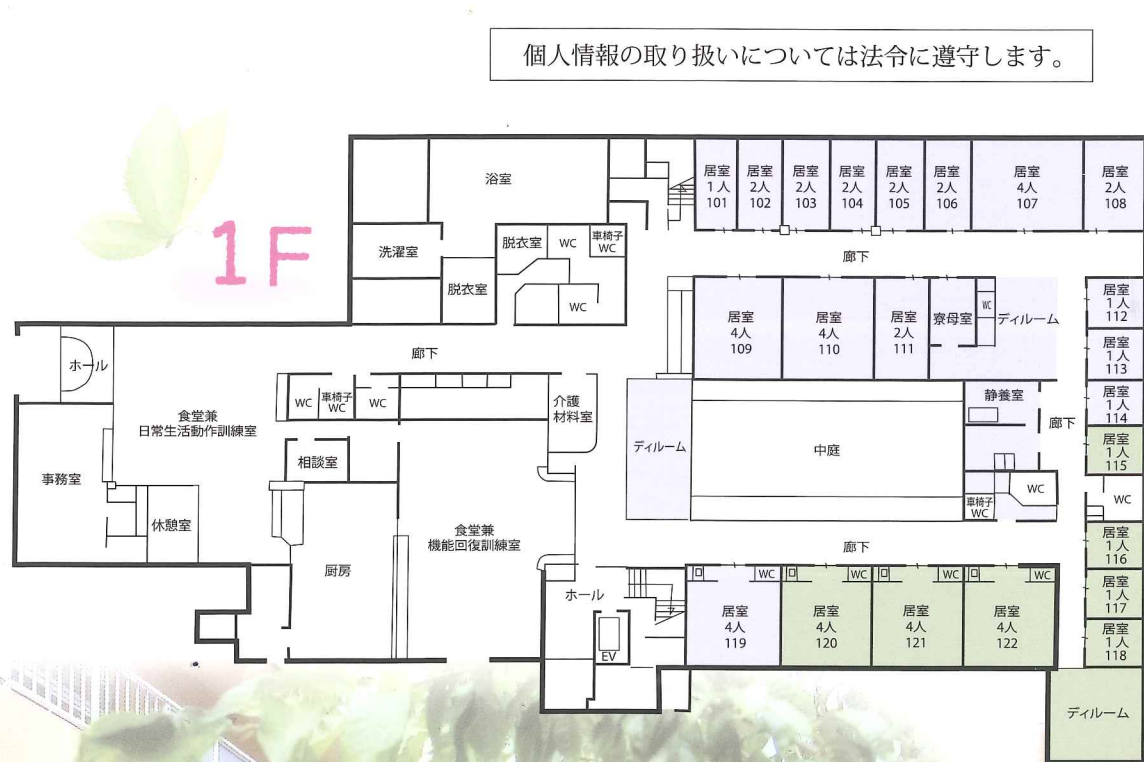 個人情報の取り扱いについては法令に遵守します。
1F
浴室
洗濯室
脱衣室
脱衣室
WC
車椅子
WC
WC
居室
1人
101
居室
2人
102
居室
2人
103
居室
2人
104
居室
2人
105
居室
2人
106
居室
4人
107
居室
2人
108
廊下
居室
4人
109
居室
4人
110
居室
2人
111
寮母室
WC
ディルーム
居室
1人
112
居室
1人
113
居室
1人
114
居室
1人
115
WC
居室
1人
116
居室
1人
117
居室
1人
118
ホール
廊下
食堂兼
日常生活動作訓練室
WC
車椅子
WC
WC
介護
材料室
ディルーム
中庭
静養室
廊下
WC
車椅子
WC
事務室
休憩室
相談室
厨房
食堂兼
機能回復訓練室
廊下
ホール
EV
WC
居室
4人
119
WC
居室
4人
120
WC
居室
4人
121
WC
居室
4人
122
ディルーム